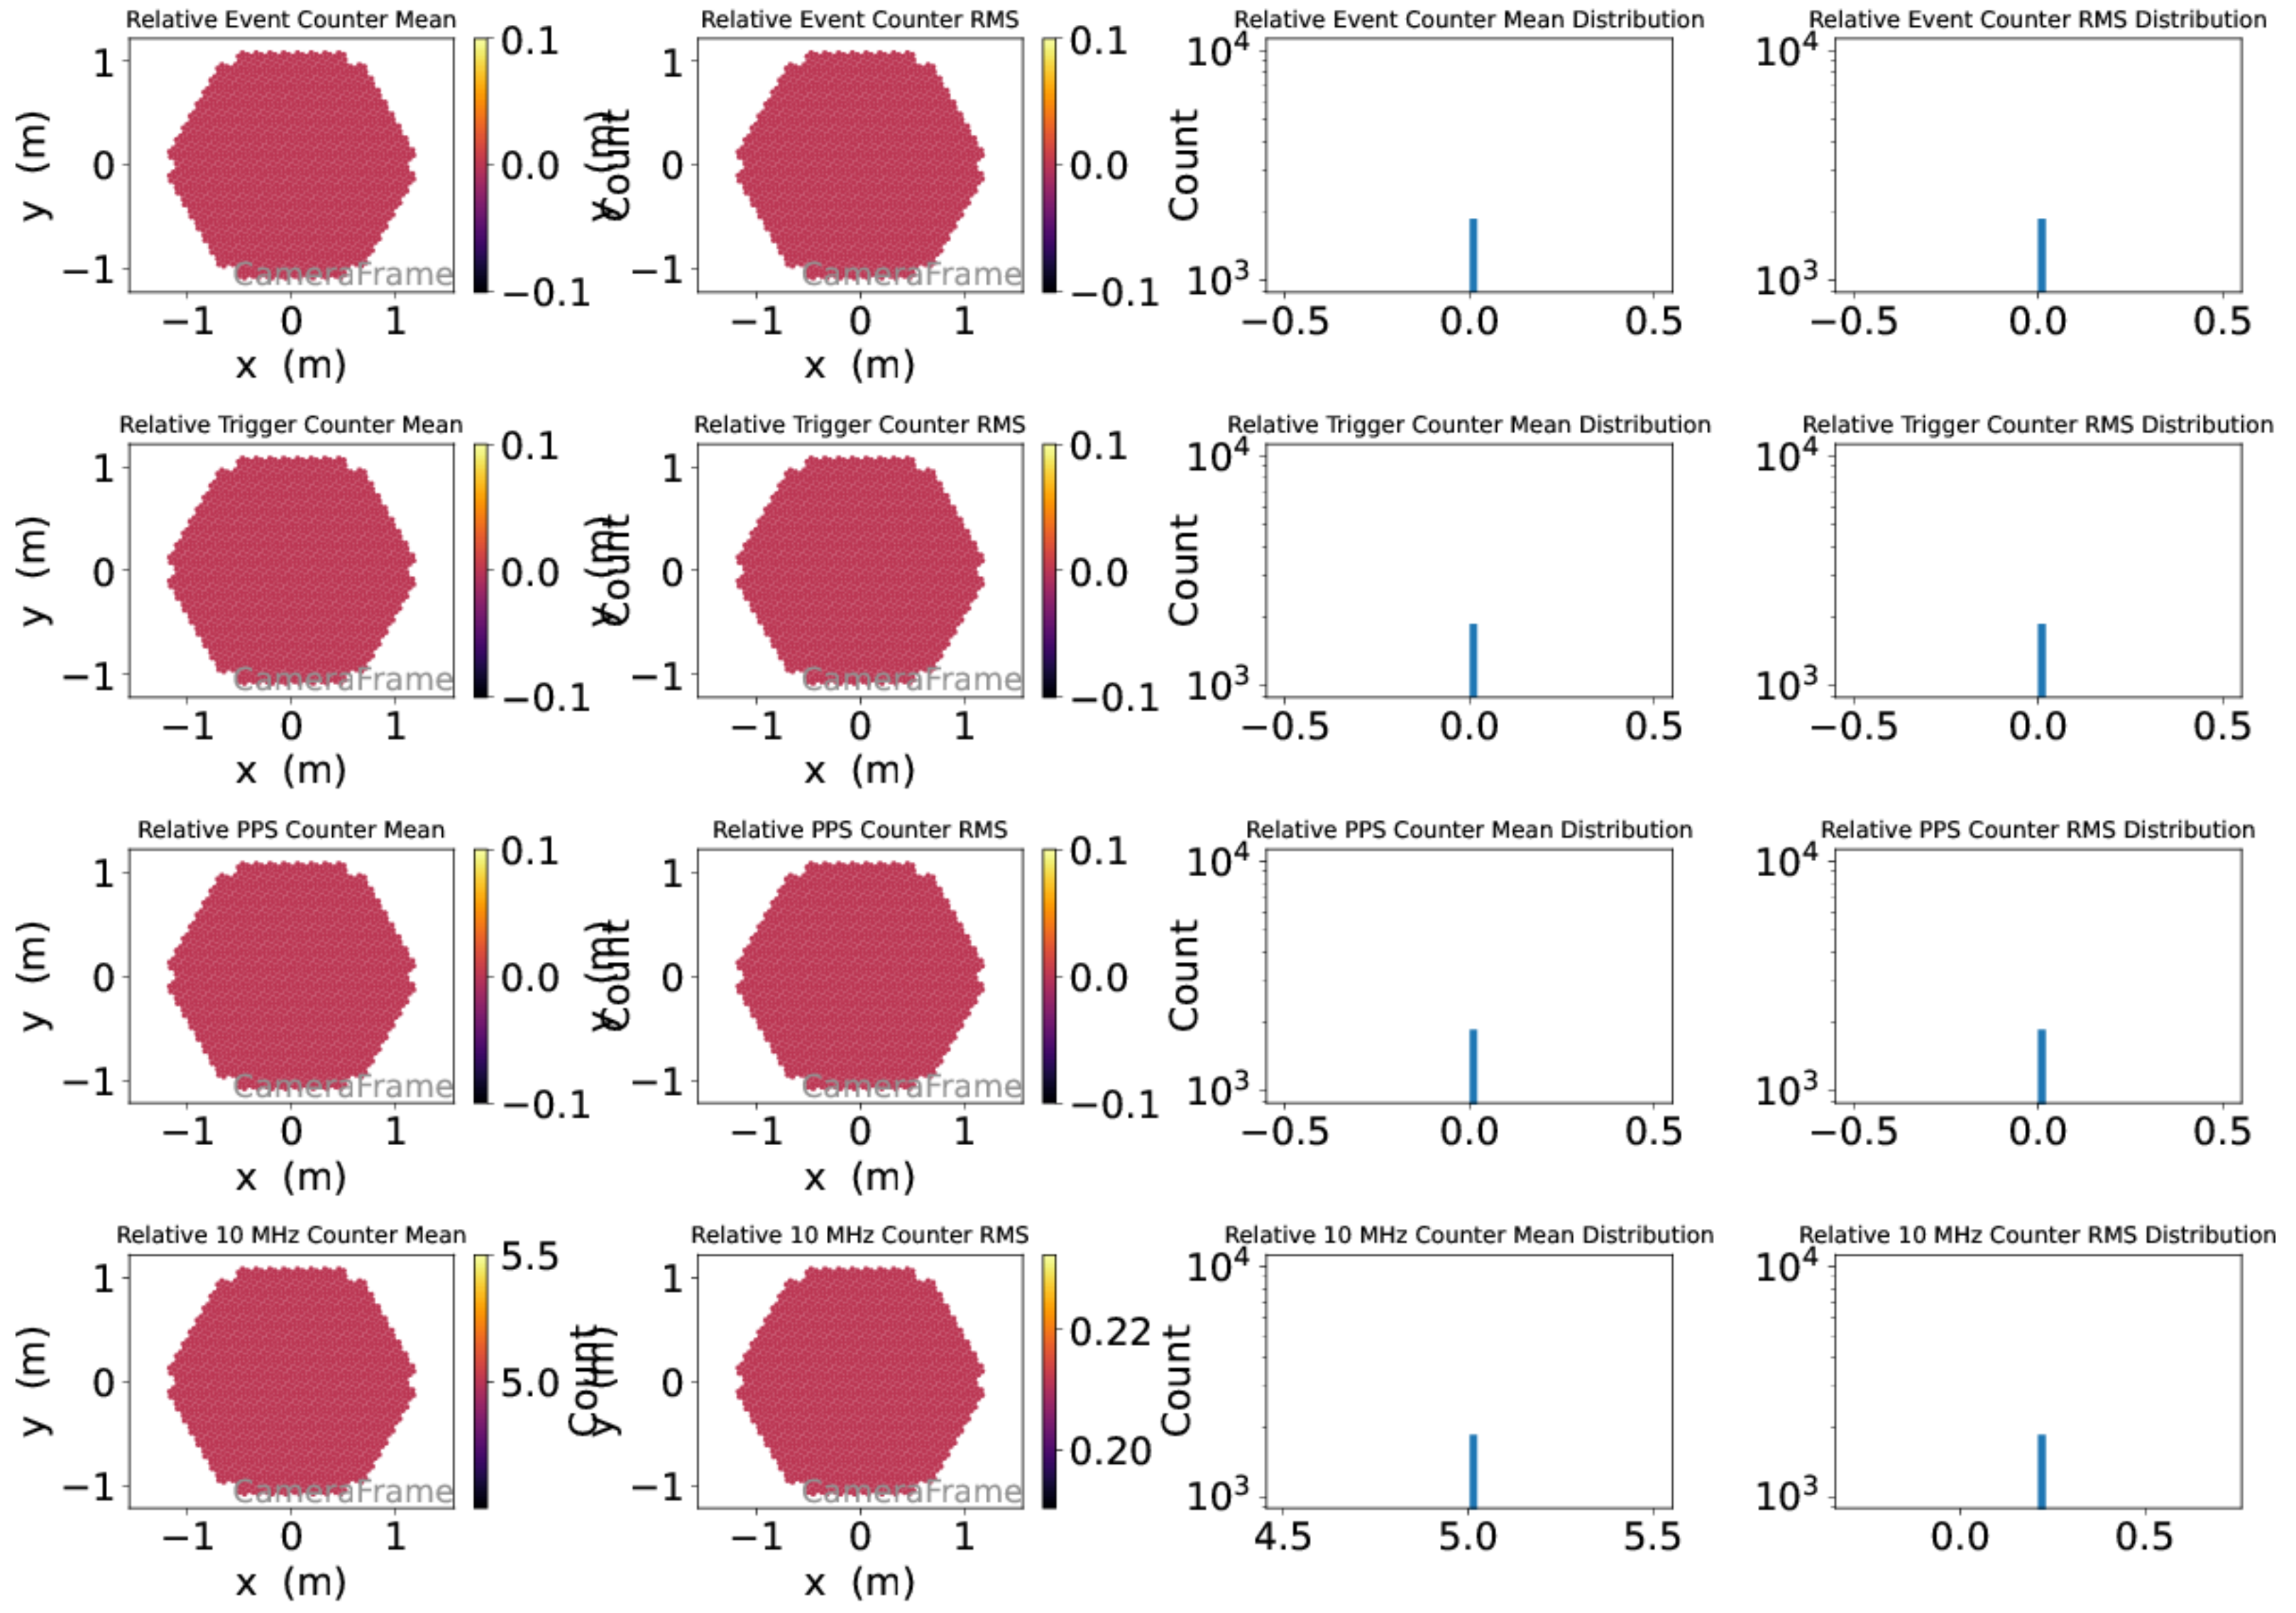 Relative Event Counter Mean
y (m)
1
0
−1
−1 0 1
x (m)
CameraFrame
0.1
0.0
−0.1
Count
Relative Event Counter RMS
y (m)
1
0
−1
−1 0 1
x (m)
CameraFrame
0.1
0.0
−0.1
Relative Event Counter Mean Distribution
Count
10⁴
10³
−0.5 0.0 0.5
Relative Event Counter RMS Distribution
10⁴
10³
−0.5 0.0 0.5
Relative Trigger Counter Mean
y (m)
1
0
−1
−1 0 1
x (m)
CameraFrame
0.1
0.0
−0.1
Count
Relative Trigger Counter RMS
y (m)
1
0
−1
−1 0 1
x (m)
CameraFrame
0.1
0.0
−0.1
Relative Trigger Counter Mean Distribution
Count
10⁴
10³
−0.5 0.0 0.5
Relative Trigger Counter RMS Distribution
10⁴
10³
−0.5 0.0 0.5
Relative PPS Counter Mean
y (m)
1
0
−1
−1 0 1
x (m)
CameraFrame
0.1
0.0
−0.1
Count
Relative PPS Counter RMS
y (m)
1
0
−1
−1 0 1
x (m)
CameraFrame
0.1
0.0
−0.1
Relative PPS Counter Mean Distribution
Count
10⁴
10³
−0.5 0.0 0.5
Relative PPS Counter RMS Distribution
10⁴
10³
−0.5 0.0 0.5
Relative 10 MHz Counter Mean
y (m)
1
0
−1
−1 0 1
x (m)
CameraFrame
5.5
5.0
Count
Relative 10 MHz Counter RMS
y (m)
1
0
−1
−1 0 1
x (m)
CameraFrame
0.22
0.20
Relative 10 MHz Counter Mean Distribution
Count
10⁴
10³
4.5 5.0 5.5
Relative 10 MHz Counter RMS Distribution
10⁴
10³
0.0 0.5